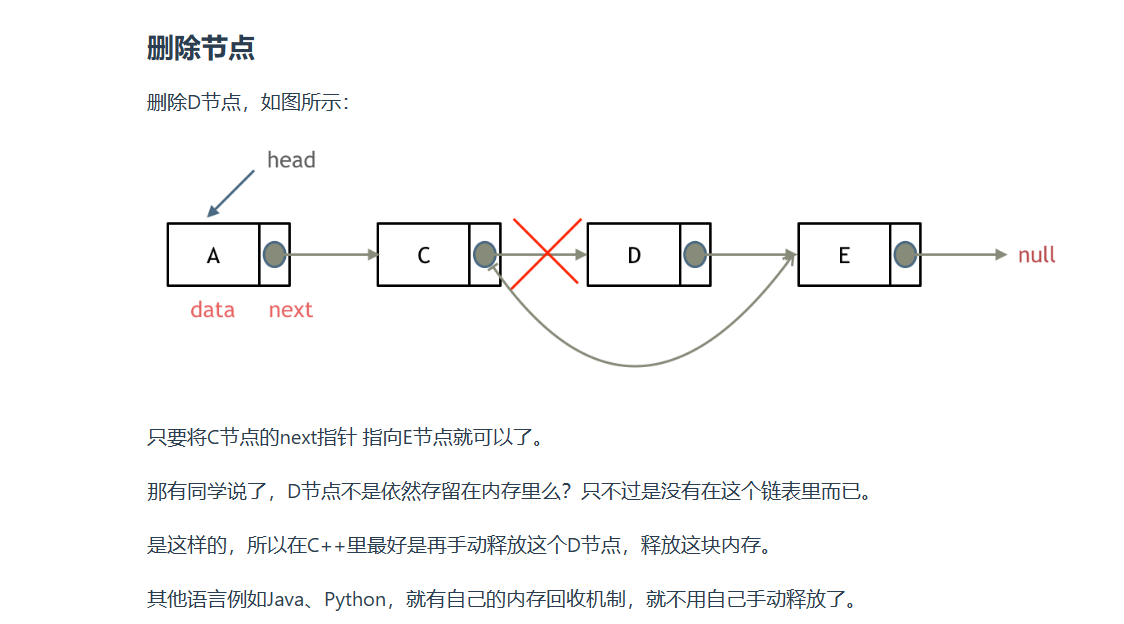 删除节点
删除D节点，如图所示：
head
A
C
D
E
null
data
next
只要将C节点的next指针 指向E节点就可以了。
那有同学说了，D节点不是依然存留在内存里么？只不过是没有在这个链表里而已。
是这样的，所以在C++里最好是再手动释放这个D节点，释放这块内存。
其他语言例如Java、Python，就有自己的内存回收机制，就不用自己手动释放了。